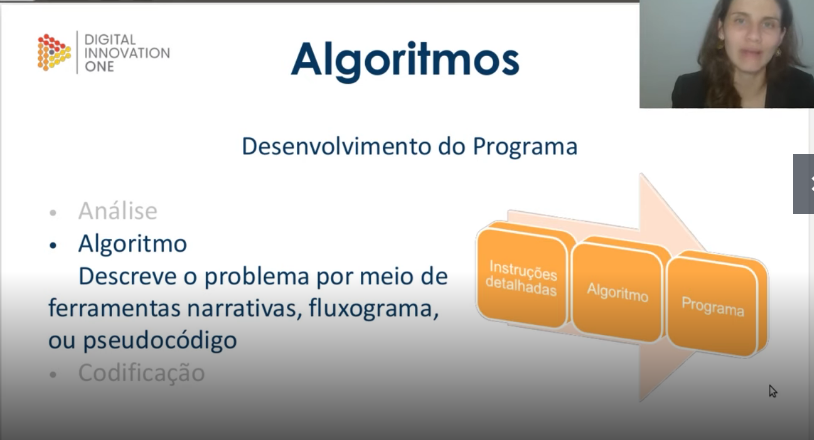 DIGITAL
INNOVATION
ONE
Algoritmos
Desenvolvimento do Programa
• Análise
• Algoritmo
Descreve o problema por meio de
ferramentas narrativas, fluxograma,
ou pseudocódigo
• Codificação
Instruções
detalhadas
Algoritmo
Programa